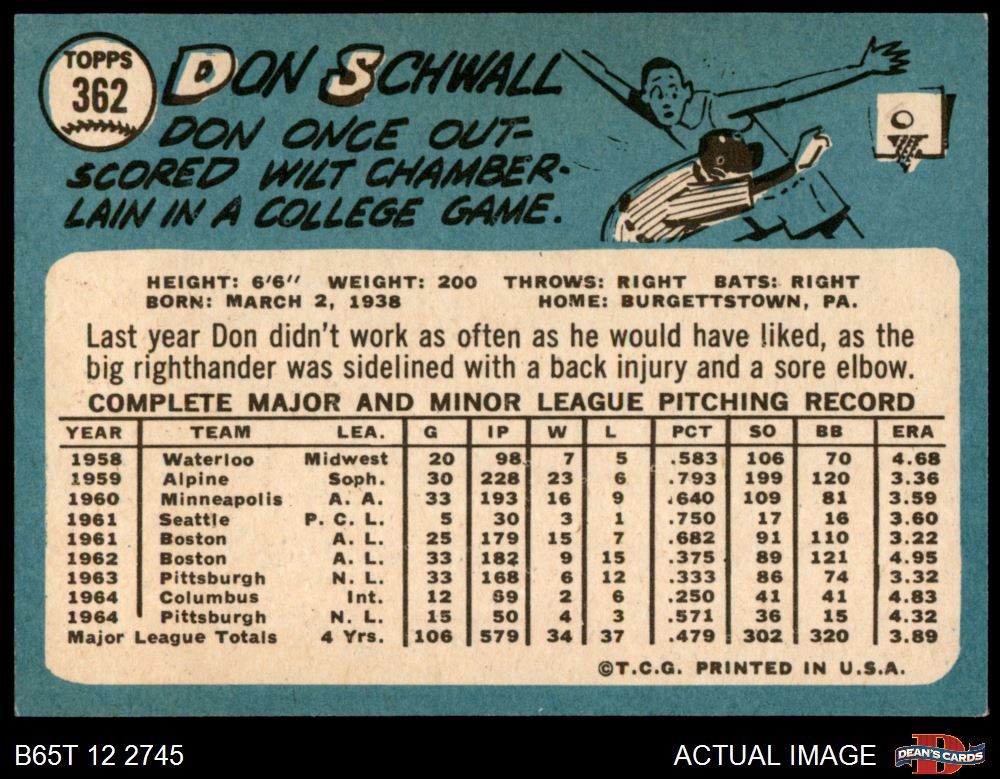 TOPPS
362
DON SCHWALL
DON ONCE OUT-
SCORED WILT CHAMBER-
LAIN IN A COLLEGE GAME.
HEIGHT: 6'6" WEIGHT: 200 THROWS: RIGHT BATS: RIGHT
BORN: MARCH 2, 1938 HOME: BURGETTSTOWN, PA.
Last year Don didn't work as often as he would have liked, as the
big righthander was sidelined with a back injury and a sore elbow.
COMPLETE MAJOR AND MINOR LEAGUE PITCHING RECORD
YEAR TEAM LEA. G IP W L PCT SO BB ERA
1958 Waterloo Midwest 20 98 7 5 .583 106 70 4.68
1959 Alpine Soph. 30 228 23 6 .793 199 120 3.36
1960 Minneapolis A. A. 33 193 16 9 .640 109 81 3.59
1961 Seattle P. C. L. 5 30 3 1 .750 17 16 3.60
1961 Boston A. L. 25 179 15 7 .682 91 110 3.22
1962 Boston A. L. 33 182 9 15 .375 89 121 4.95
1963 Pittsburgh N. L. 33 168 6 12 .333 86 74 3.32
1964 Columbus Int. 12 69 2 6 .250 41 41 4.83
1964 Pittsburgh N. L. 15 50 4 3 .571 36 15 4.32
Major League Totals 4 Yrs. 106 579 34 37 .479 302 320 3.89
©T.C.G. PRINTED IN U.S.A.
B65T 12 2745 ACTUAL IMAGE DEAN'S CARDS